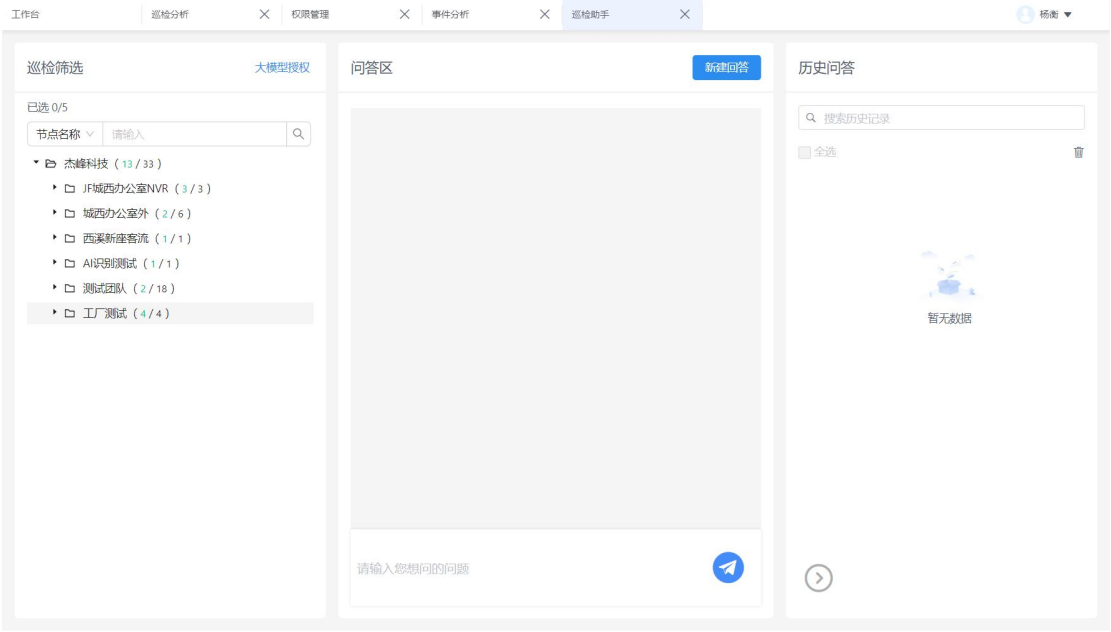 工作台 巡检分析 权限管理 事件分析 巡检助手 杨衡
巡检筛选 大模型授权
已选 0/5
节点名称 请输入
杰峰科技 ( 13 / 33 )
JF城西办公室NVR ( 3 / 3 )
城西办公室外 ( 2 / 6 )
西溪新座客流 ( 1 / 1 )
AI识别测试 ( 1 / 1 )
测试团队 ( 2 / 18 )
工厂测试 ( 4 / 4 )
问答区 新建回答
请输入您想问的问题
历史问答
搜索历史记录
全选
暂无数据